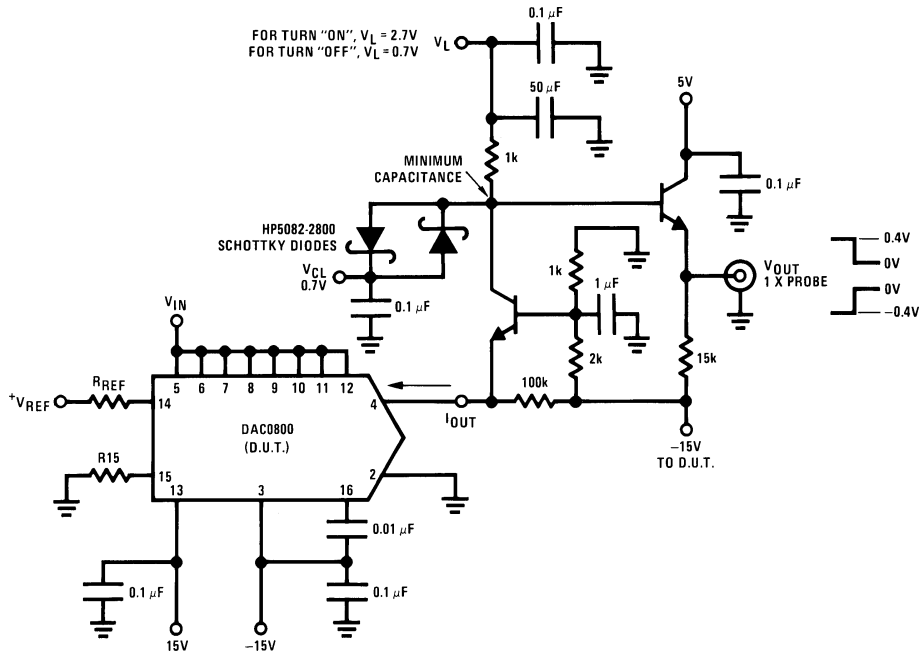 0.1 μF
FOR TURN "ON", VL = 2.7V
FOR TURN "OFF", VL = 0.7V
VL
50 μF
5V
1k
MINIMUM
CAPACITANCE
0.1 μF
HP5082-2800
SCHOTTKY DIODES
VCL
0.7V
0.1 μF
1k
1 μF
2k
VOUT
1 X PROBE
0.4V
0V
0V
−0.4V
VIN
15k
5
6
7
8
9
10
11
12
+VREF
RREF
14
4
IOUT
100k
DAC0800
(D.U.T.)
−15V
TO D.U.T.
R15
15
2
13
3
16
0.01 μF
0.1 μF
0.1 μF
15V
-15V